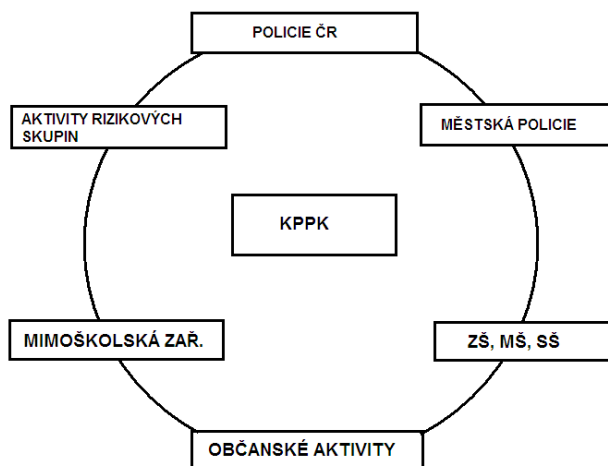 POLICIE ČR
AKTIVITY RIZIKOVÝCH
SKUPIN
MĚSTSKÁ POLICIE
KPPK
MIMOŠKOLSKÁ ZAŘ.
ZŠ, MŠ, SŠ
OBČANSKÉ AKTIVITY